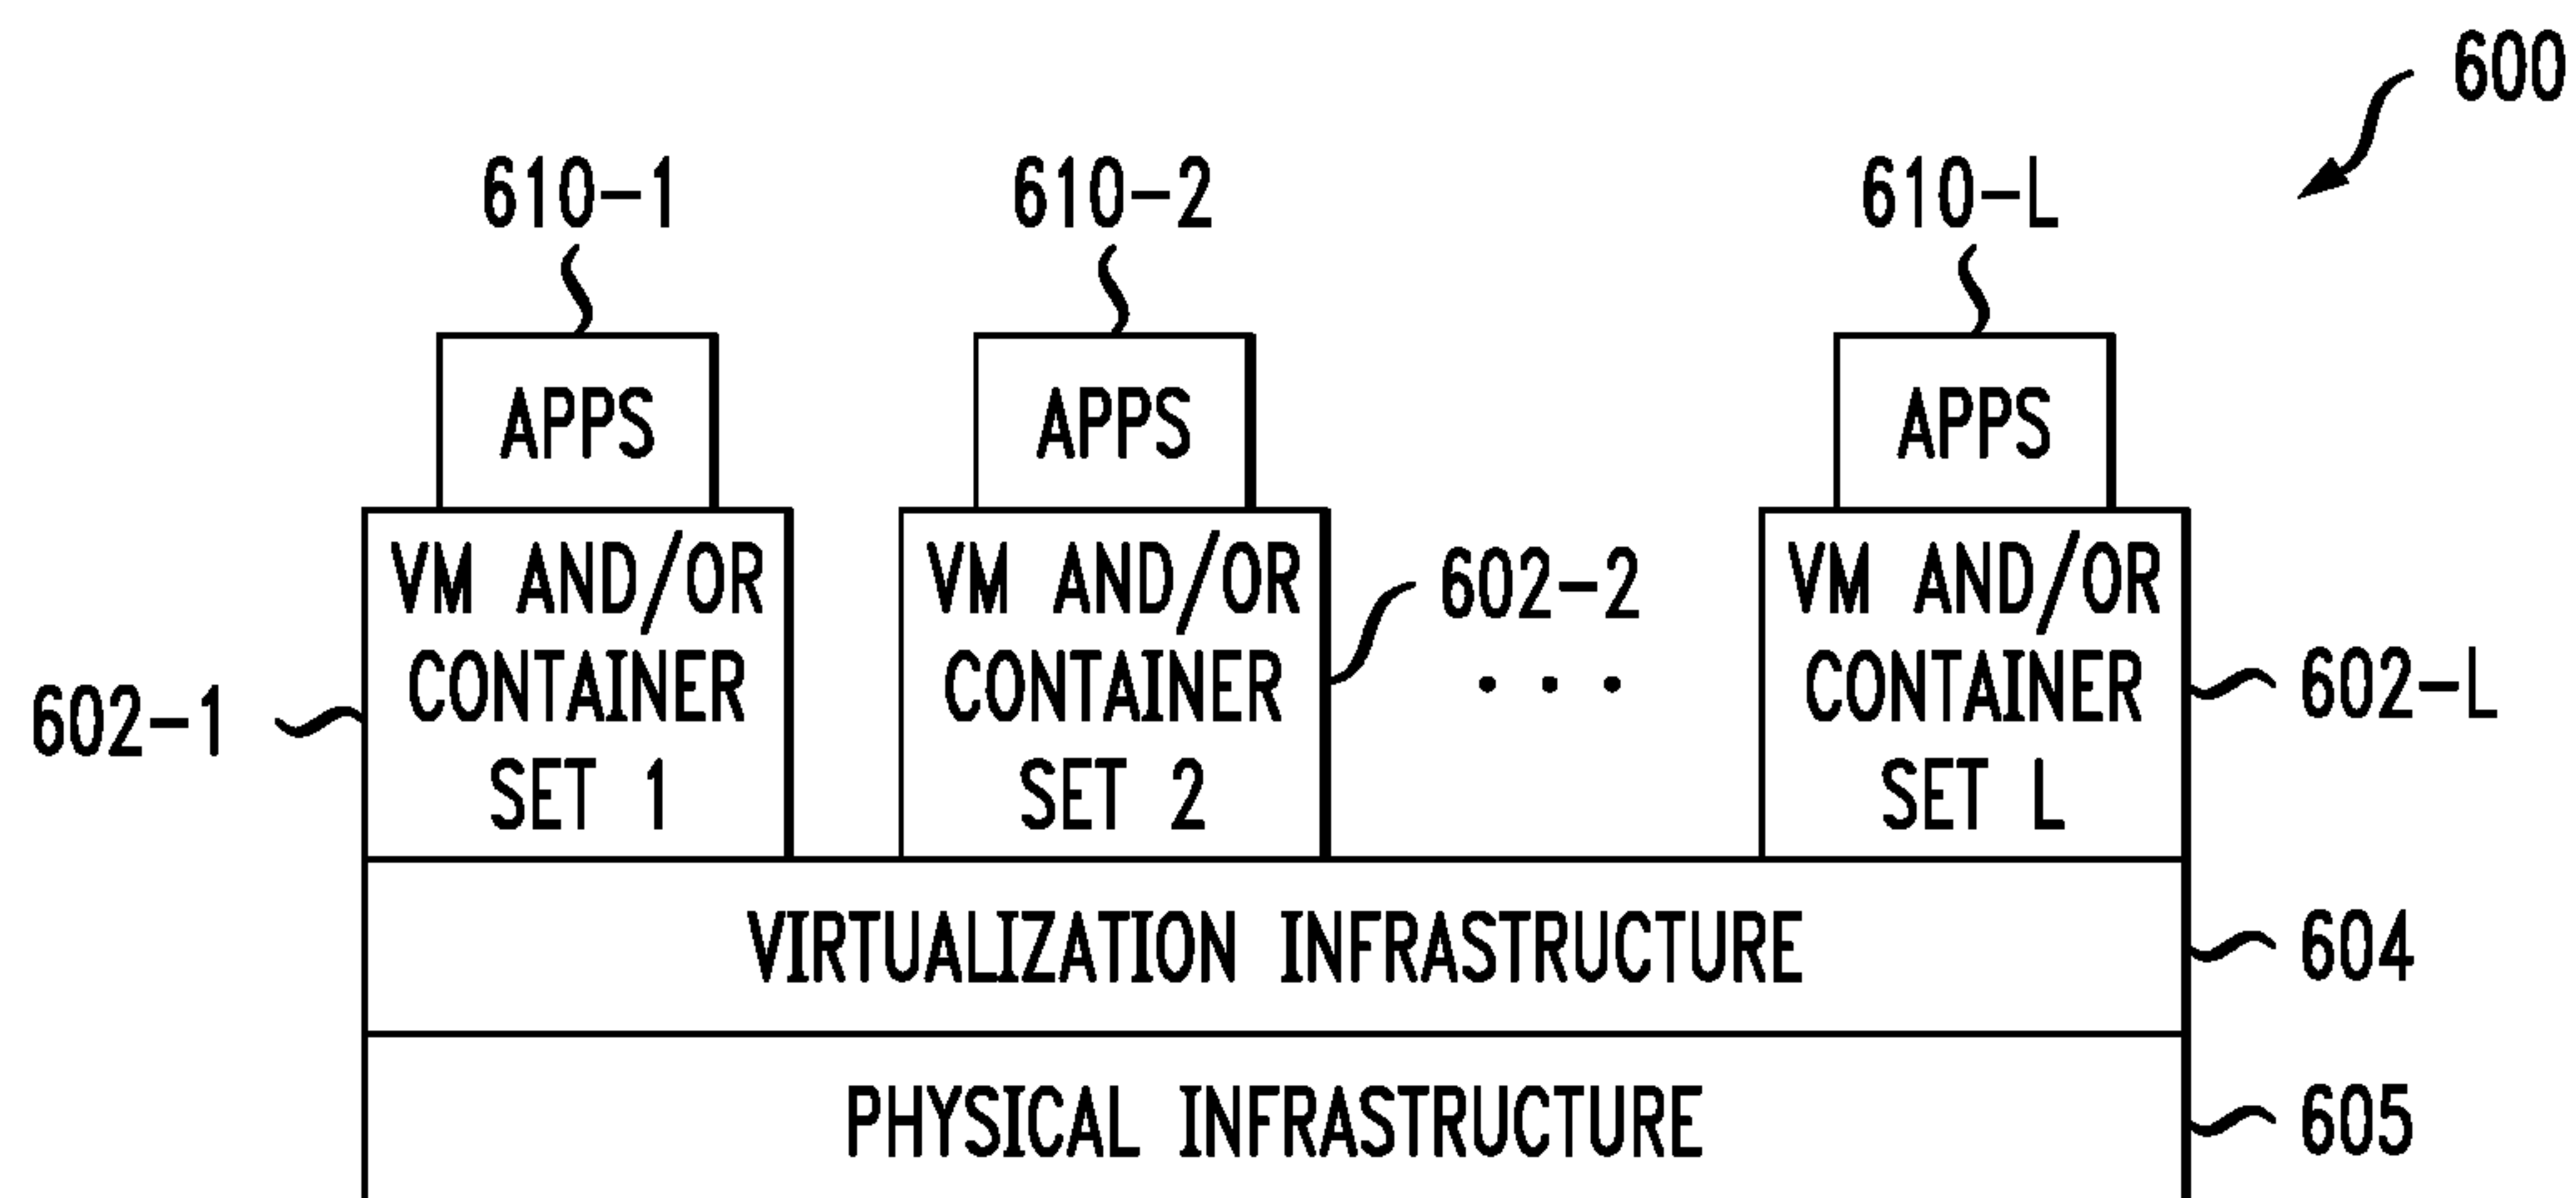 600
610-1
610-2
610-L
APPS
APPS
APPS
VM AND/OR
CONTAINER
SET 1
VM AND/OR
CONTAINER
SET 2
VM AND/OR
CONTAINER
SET L
602-1
602-2
. . .
602-L
VIRTUALIZATION INFRASTRUCTURE
604
PHYSICAL INFRASTRUCTURE
605